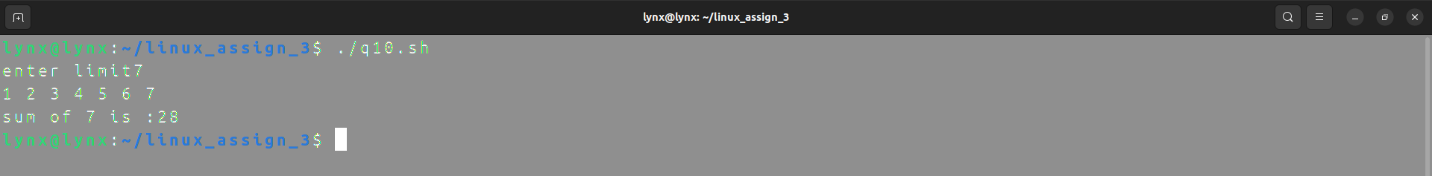 lynx@lynx: ~/linux_assign_3
lynx@lynx:~/linux_assign_3$ ./q10.sh
enter limit7
1 2 3 4 5 6 7
sum of 7 is :28
lynx@lynx:~/linux_assign_3$